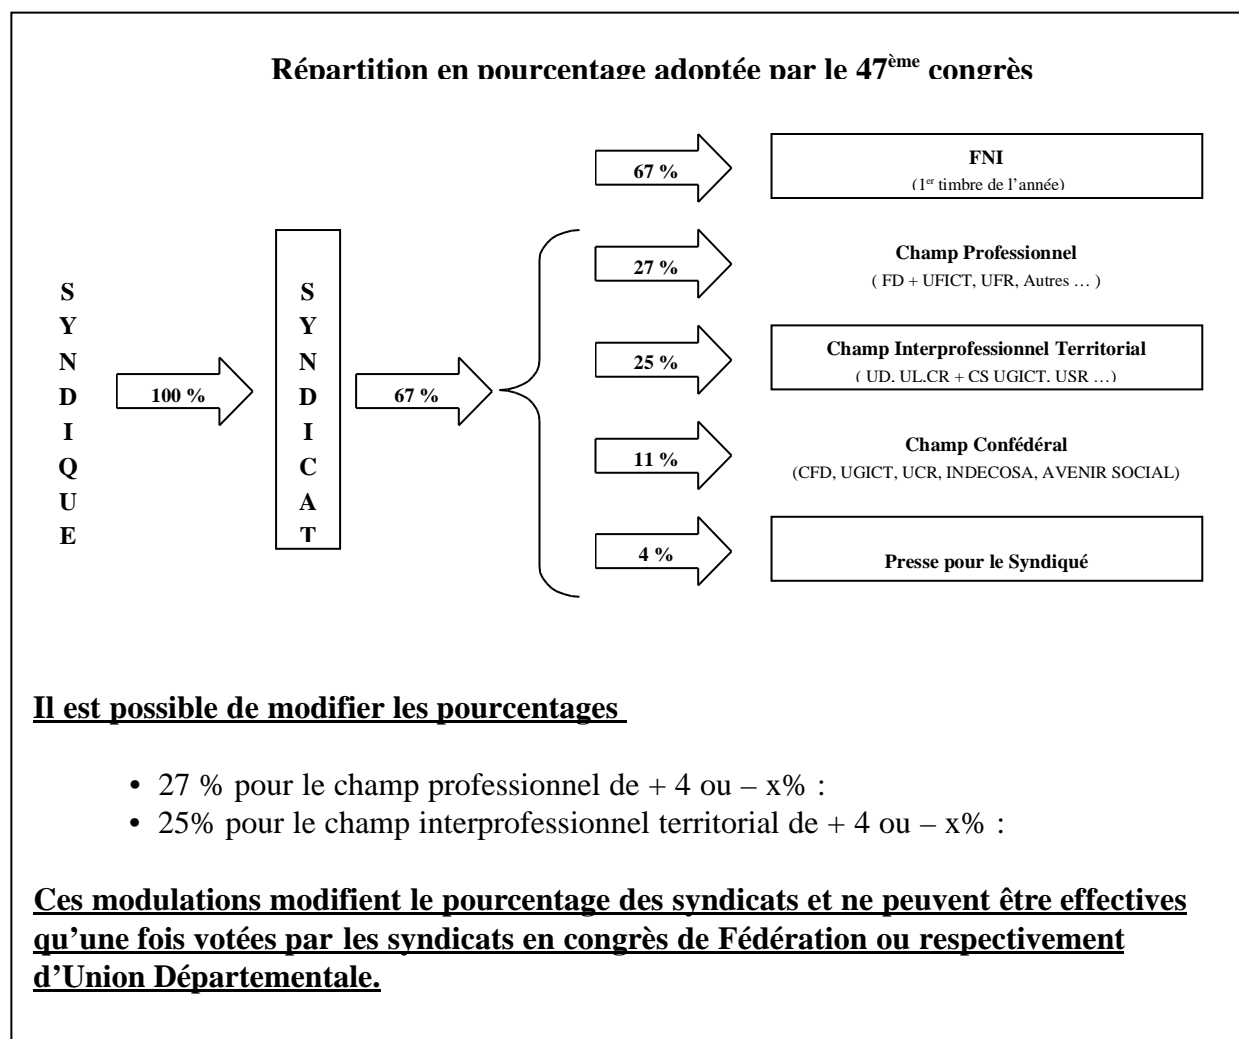 Répartition en pourcentage adoptée par le 47ème congrès
67 %
FNI
(1er timbre de l’année)
27 %
Champ Professionnel
( FD + UFICT, UFR, Autres … )
SYNDIQUE
100 %
SYNDICAT
67 %
25 %
Champ Interprofessionnel Territorial
( UD, UL,CR + CS UGICT, USR …)
11 %
Champ Confédéral
(CFD, UGICT, UCR, INDECOSA, AVENIR SOCIAL)
4 %
Presse pour le Syndiqué
Il est possible de modifier les pourcentages
• 27 % pour le champ professionnel de + 4 ou – x% :
• 25% pour le champ interprofessionnel territorial de + 4 ou – x% :
Ces modulations modifient le pourcentage des syndicats et ne peuvent être effectives
qu’une fois votées par les syndicats en congrès de Fédération ou respectivement
d’Union Départementale.